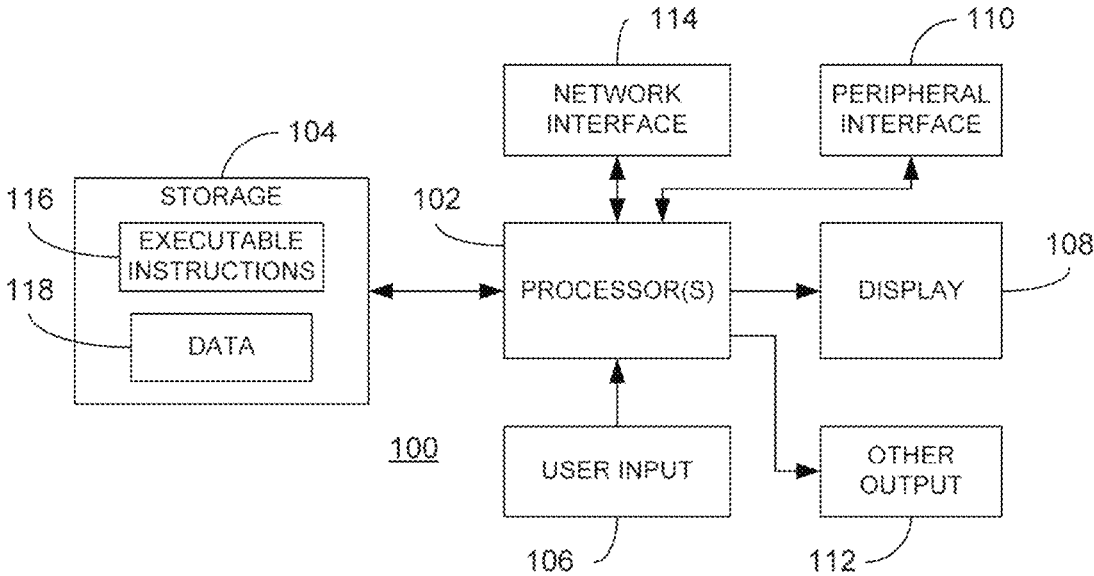 114
110
NETWORK
INTERFACE
PERIPHERAL
INTERFACE
104
STORAGE
116
EXECUTABLE
INSTRUCTIONS
102
118
DATA
PROCESSOR(S)
DISPLAY
108
100
USER INPUT
OTHER
OUTPUT
106
112